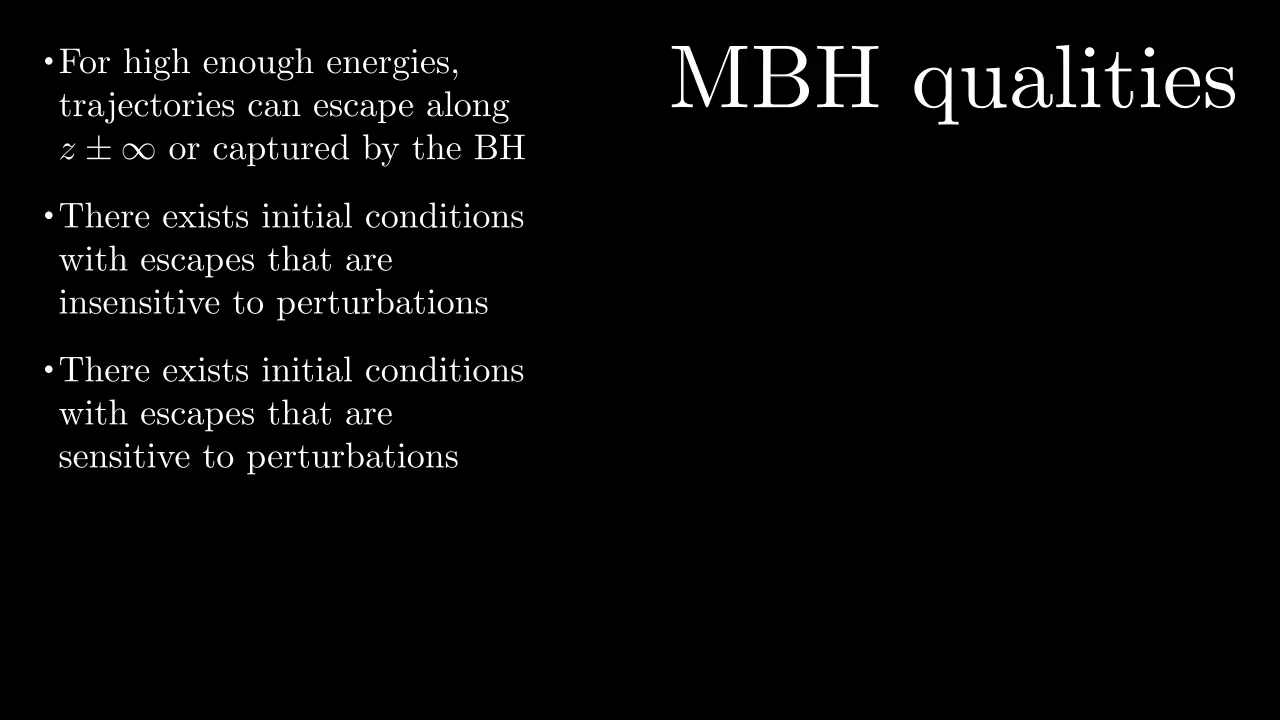 MBH qualities
•For high enough energies,
trajectories can escape along
z ± ∞ or captured by the BH
•There exists initial conditions
with escapes that are
insensitive to perturbations
•There exists initial conditions
with escapes that are
sensitive to perturbations